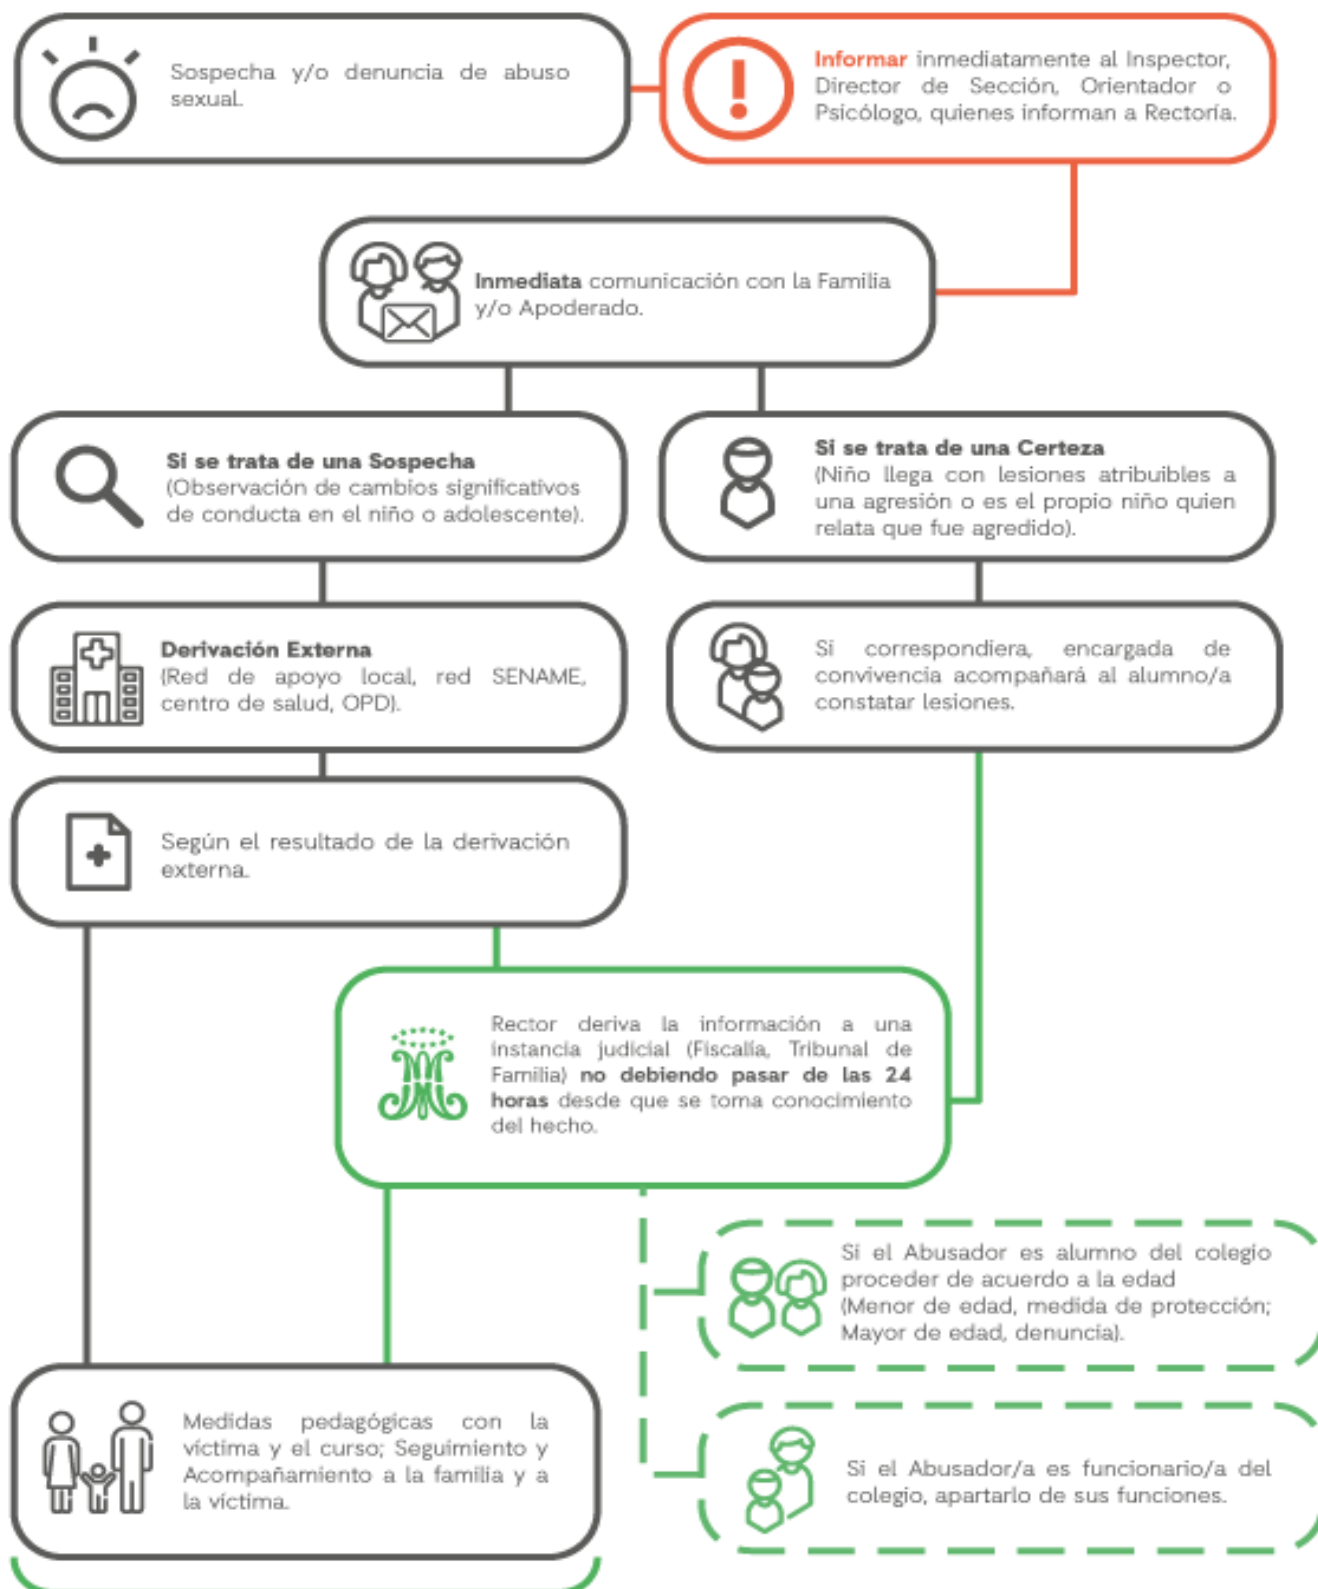 Sospecha y/o denuncia de abuso
sexual.
Informar inmediatamente al Inspector,
Director de Sección, Orientador o
Psicólogo, quienes informan a Rectoría.
Inmediata comunicación con la Familia
y/o Apoderado.
Si se trata de una Sospecha
(Observación de cambios significativos
de conducta en el niño o adolescente).
Si se trata de una Certeza
(Niño llega con lesiones atribuibles a
una agresión o es el propio niño quien
relata que fue agredido).
Derivación Externa
(Red de apoyo local, red SENAME,
centro de salud, OPD).
Si correspondiera, encargada de
convivencia acompañará al alumno/a
constatar lesiones.
Según el resultado de la derivación
externa.
Rector deriva la información a una
instancia judicial (Fiscalía, Tribunal de
Familia) no debiendo pasar de las 24
horas desde que se toma conocimiento
del hecho.
Si el Abusador es alumno del colegio
proceder de acuerdo a la edad
(Menor de edad, medida de protección;
Mayor de edad, denuncia).
Medidas pedagógicas con la
víctima y el curso; Seguimiento y
Acompañamiento a la familia y a
la víctima.
Si el Abusador/a es funcionario/a del
colegio, apartarlo de sus funciones.